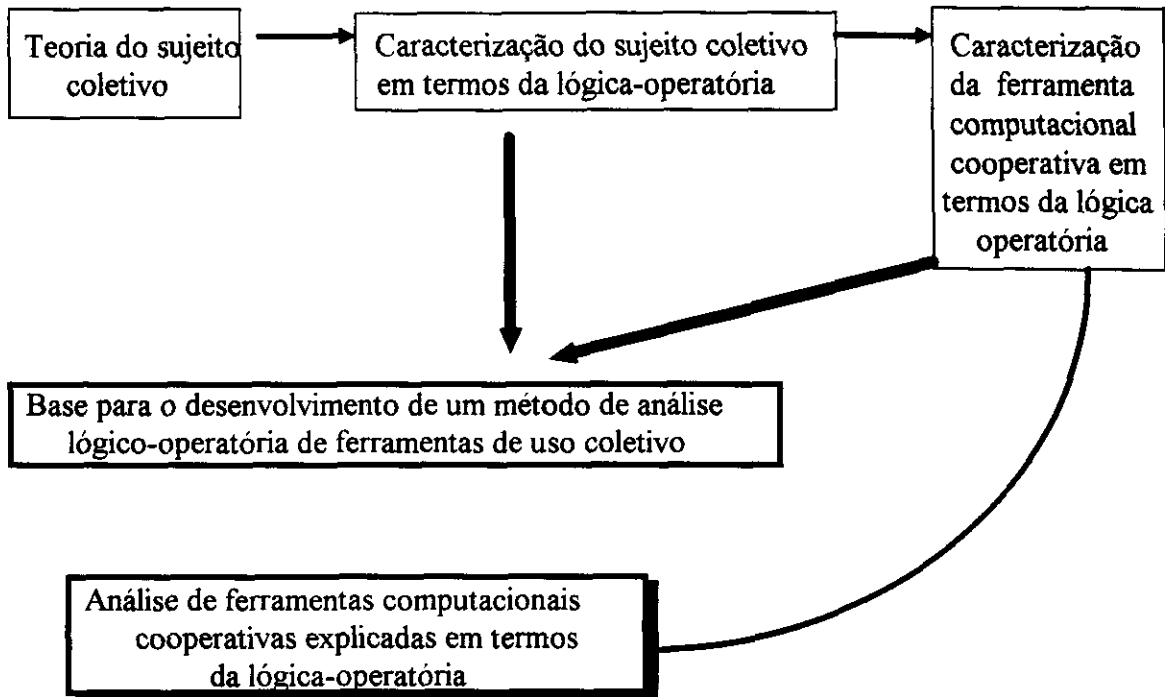 Teoria do sujeito
coletivo
Caracterização do sujeito coletivo
em termos da lógica-operatória
Caracterização
da ferramenta
computacional
cooperativa em
termos da lógica
operatória
Base para o desenvolvimento de um método de análise
lógico-operatória de ferramentas de uso coletivo
Análise de ferramentas computacionais
cooperativas explicadas em termos
da lógica-operatória